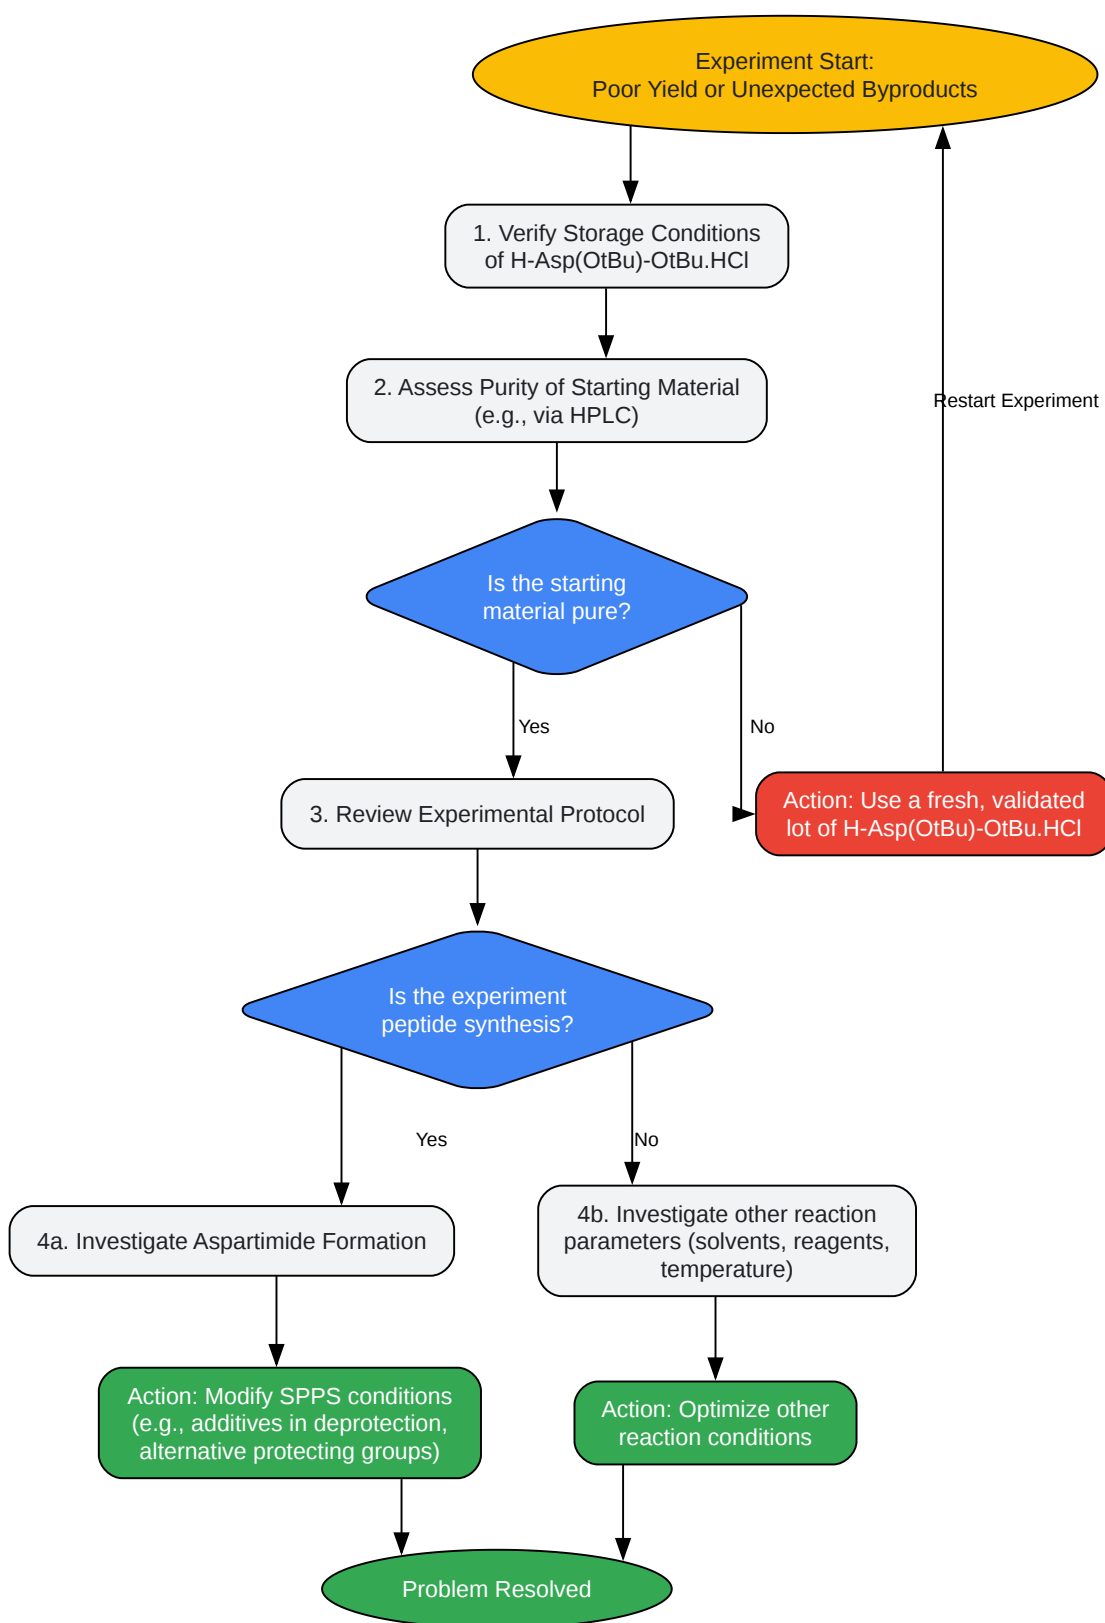 Experiment Start:
Poor Yield or Unexpected Byproducts
1. Verify Storage Conditions
of H-Asp(OtBu)-OtBu.HCl
2. Assess Purity of Starting Material
(e.g., via HPLC)
Restart Experiment
Is the starting
material pure?
Yes
No
3. Review Experimental Protocol
Action: Use a fresh, validated
lot of H-Asp(OtBu)-OtBu.HCl
Is the experiment
peptide synthesis?
Yes
No
4a. Investigate Aspartimide Formation
4b. Investigate other reaction
parameters (solvents, reagents,
temperature)
Action: Modify SPPS conditions
(e.g., additives in deprotection,
alternative protecting groups)
Action: Optimize other
reaction conditions
Problem Resolved